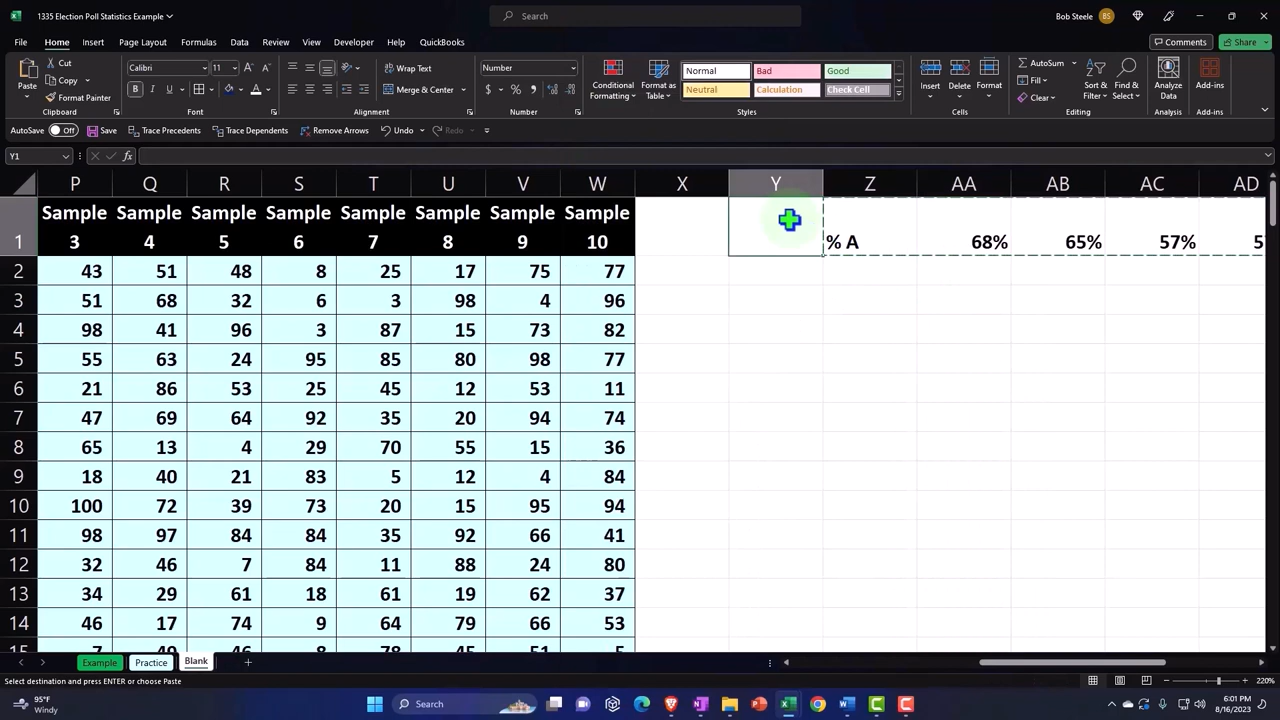 1335 Election Poll Statistics Example
Search
Bob Steele
BS
File Home Insert Page Layout Formulas Data Review View Developer Automate Help QuickBooks
Comments
Share
Paste
Cut
Copy
Format Painter
Clipboard
Calibri
11
Font
Wrap Text
Merge & Center
Alignment
Number
Number
Conditional Formatting
Format as Table
Normal
Bad
Good
Neutral
Calculation
Check Cell
Styles
Insert
Delete
Format
Cells
AutoSum
Fill
Clear
Sort & Filter
Find & Select
Editing
Analyze Data
Analysis
Add-ins
Add-ins
AutoSave Off Save Trace Precedents Trace Dependents Remove Arrows Undo Redo
Y1
fx
P Q R S T U V W X Y Z AA AB AC AD
Sample Sample Sample Sample Sample Sample Sample Sample
1 3 4 5 6 7 8 9 10 % A 68% 65% 57% 5
2 43 51 48 8 25 17 75 77
3 51 68 32 6 3 98 4 96
4 98 41 96 3 87 15 73 82
5 55 63 24 95 85 80 98 77
6 21 86 53 25 45 12 53 11
7 47 69 64 92 35 20 94 74
8 65 13 4 29 70 55 15 36
9 18 40 21 83 5 12 4 84
10 100 72 39 73 20 15 95 94
11 98 97 84 84 35 92 66 41
12 32 46 7 84 11 88 24 80
13 34 29 61 18 61 19 62 37
14 46 17 74 9 64 79 66 53
Example Practice Blank
Select destination and press ENTER or choose Paste
220%
95°F
Windy
Search
6:01 PM
8/16/2023